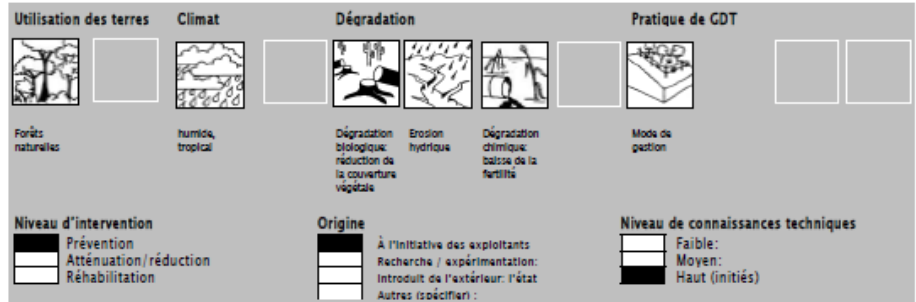 Utilisation des terres Climat Dégradation Pratique de GDT
Forêts naturelles
humide, tropical
Dégradation biologique: réduction de la couverture végétale
Erosion hydrique
Dégradation chimique: baisse de la fertilité
Mode de gestion
Niveau d'intervention
Prévention
Atténuation/réduction
Réhabilitation
Origine
À l'initiative des exploitants
Recherche / expérimentation:
Introduit de l'extérieur: l'état
Autres (spécifier) :
Niveau de connaissances techniques
Faible:
Moyen:
Haut (initiés)